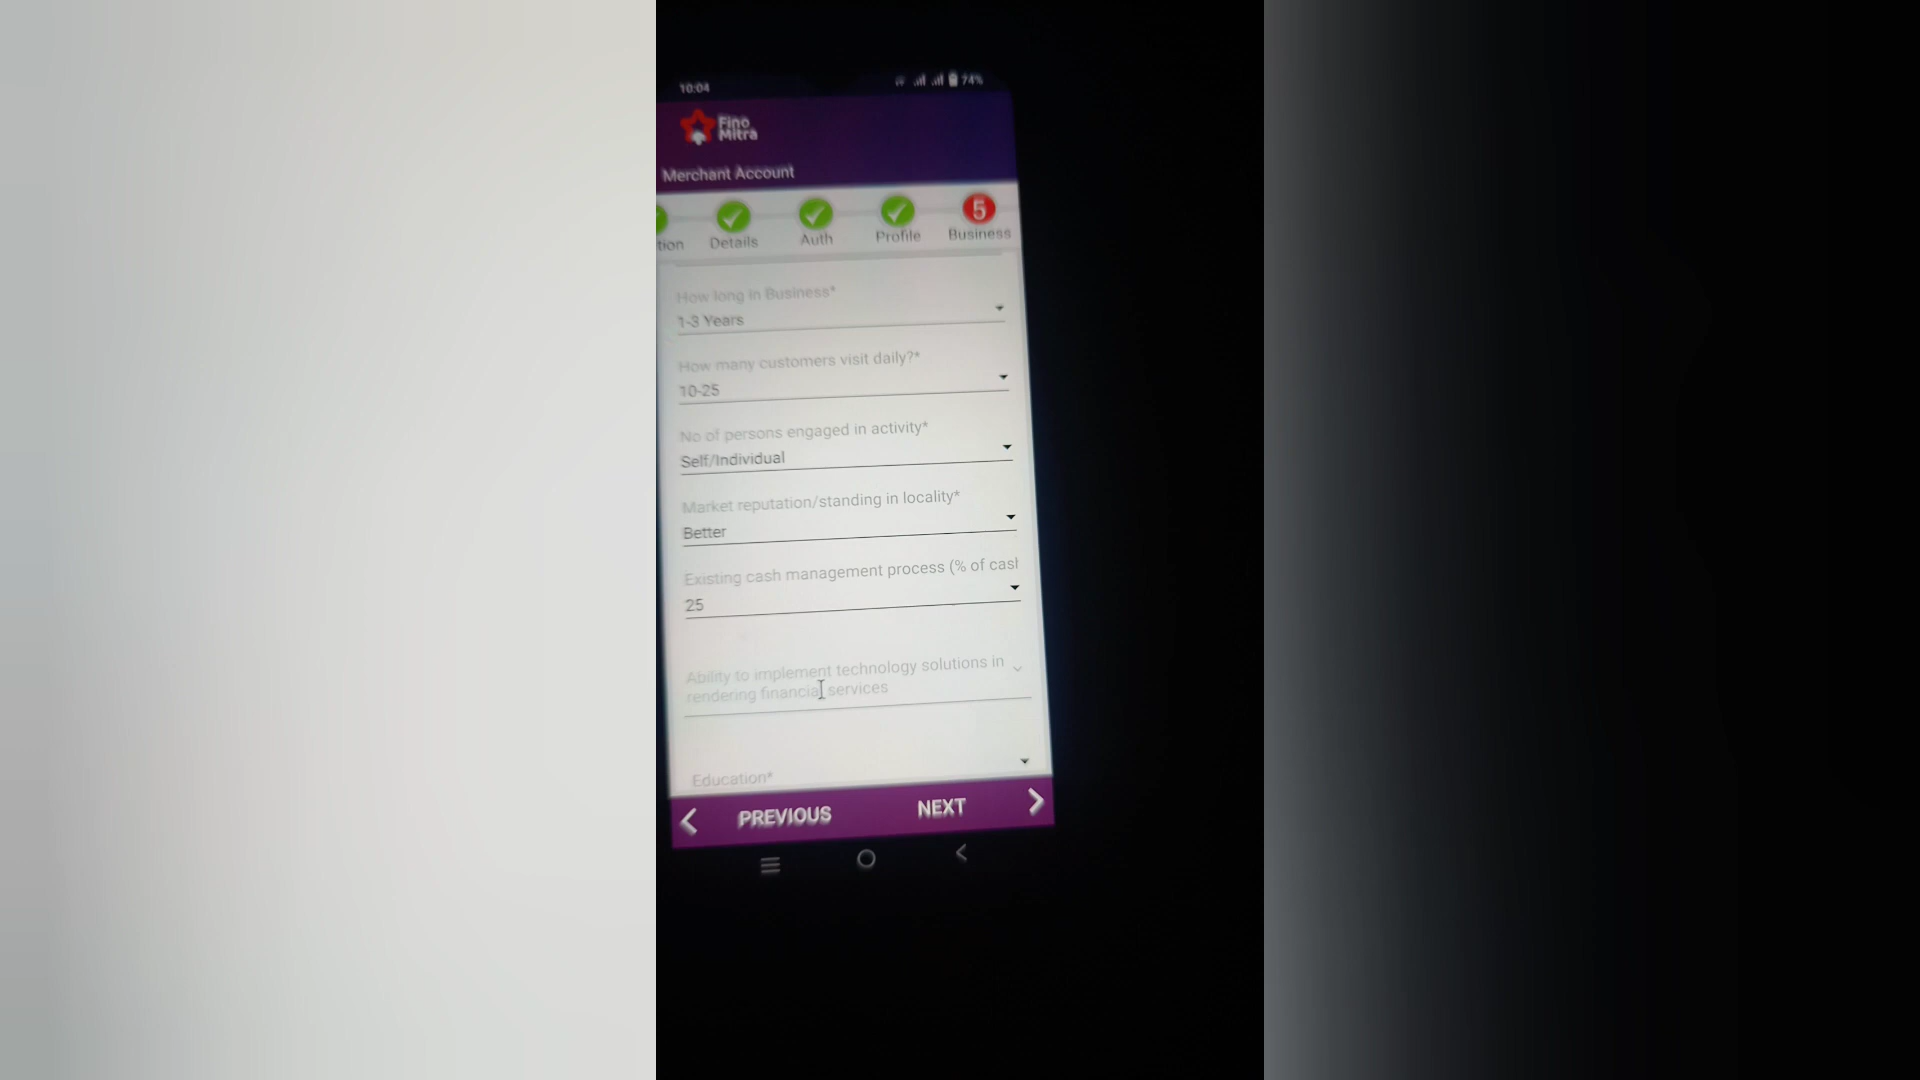 10:04
74%
Fino
Mitra
Merchant Account
5
tion
Details
Auth
Profile
Business
How long in Business*
1-3 Years
How many customers visit daily?*
10-25
No of persons engaged in activity*
Self/Individual
Market reputation/standing in locality*
Better
Existing cash management process (% of cash
25
Ability to implement technology solutions in
rendering financial services
Education*
PREVIOUS
NEXT